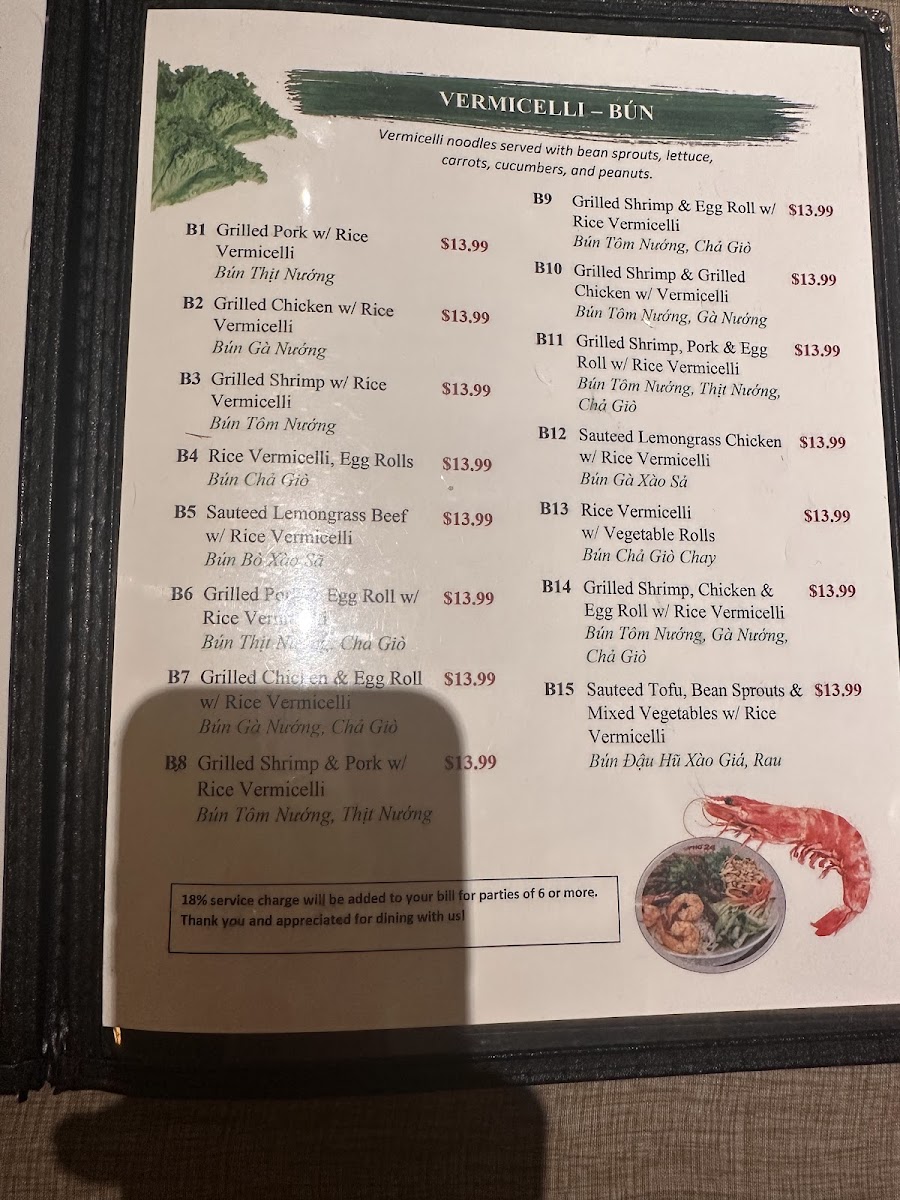 VERMICELLI – BÚN
Vermicelli noodles served with bean sprouts, lettuce,
carrots, cucumbers, and peanuts.
B1 Grilled Pork w/ Rice
Vermicelli $13.99
Bún Thịt Nướng
B2 Grilled Chicken w/ Rice
Vermicelli $13.99
Bún Gà Nướng
B3 Grilled Shrimp w/ Rice
Vermicelli $13.99
Bún Tôm Nướng
B4 Rice Vermicelli, Egg Rolls $13.99
Bún Chả Giò
B5 Sauteed Lemongrass Beef $13.99
w/ Rice Vermicelli
Bún Bò Xào Sã
B6 Grilled Egg Roll w/ $13.99
Rice
Bún Thịt Giò
B7 Grilled Chicken & Egg Roll $13.99
w/ Rice Vermicelli
Bún Gà Nướng, Chả Giò
B8 Grilled Shrimp & Pork w/ $13.99
Rice Vermicelli
Bún Tôm Nướng, Thịt Nướng
B9 Grilled Shrimp & Egg Roll w/ $13.99
Rice Vermicelli
Bún Tôm Nướng, Chả Giò
B10 Grilled Shrimp & Grilled $13.99
Chicken w/ Vermicelli
Bún Tôm Nướng, Gà Nướng
B11 Grilled Shrimp, Pork & Egg $13.99
Roll w/ Rice Vermicelli
Bún Tôm Nướng, Thịt Nướng,
Chả Giò
B12 Sauteed Lemongrass Chicken $13.99
w/ Rice Vermicelli
Bún Gà Xào Sả
B13 Rice Vermicelli $13.99
w/ Vegetable Rolls
Bún Chả Giò Chay
B14 Grilled Shrimp, Chicken & $13.99
Egg Roll w/ Rice Vermicelli
Bún Tôm Nướng, Gà Nướng,
Chả Giò
B15 Sauteed Tofu, Bean Sprouts & $13.99
Mixed Vegetables w/ Rice
Vermicelli
Bún Đậu Hũ Xào Giá, Rau
18% service charge will be added to your bill for parties of 6 or more.
Thank you and appreciated for dining with us!
PHO 24